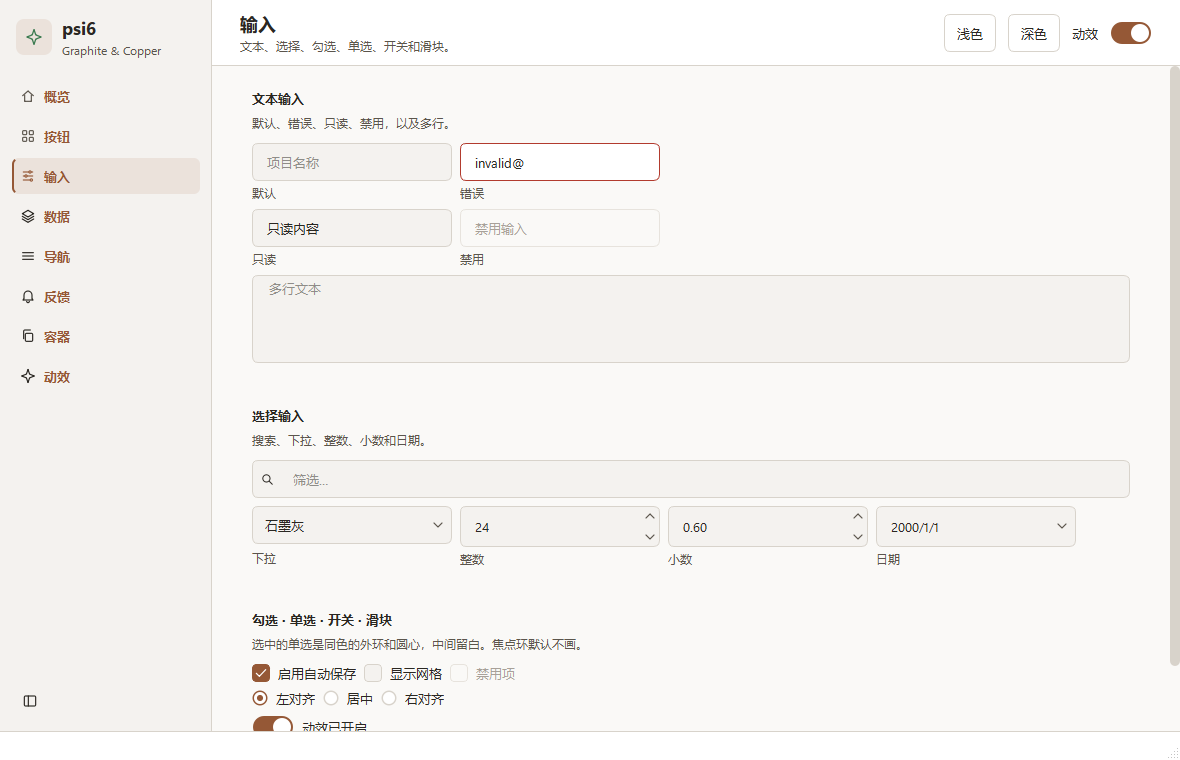 psi6
Graphite & Copper
概览
按钮
输入
数据
导航
反馈
容器
动效
输入
文本、选择、勾选、单选、开关和滑块。
浅色
深色
动效
文本输入
默认、错误、只读、禁用，以及多行。
项目名称
invalid@
默认
错误
只读内容
禁用输入
只读
禁用
多行文本
选择输入
搜索、下拉、整数、小数和日期。
筛选...
石墨灰
24
0.60
2000/1/1
下拉
整数
小数
日期
勾选 · 单选 · 开关 · 滑块
选中的单选是同色的外环和圆心，中间留白。焦点环默认不画。
启用自动保存
显示网格
禁用项
左对齐
居中
右对齐
动效已开启